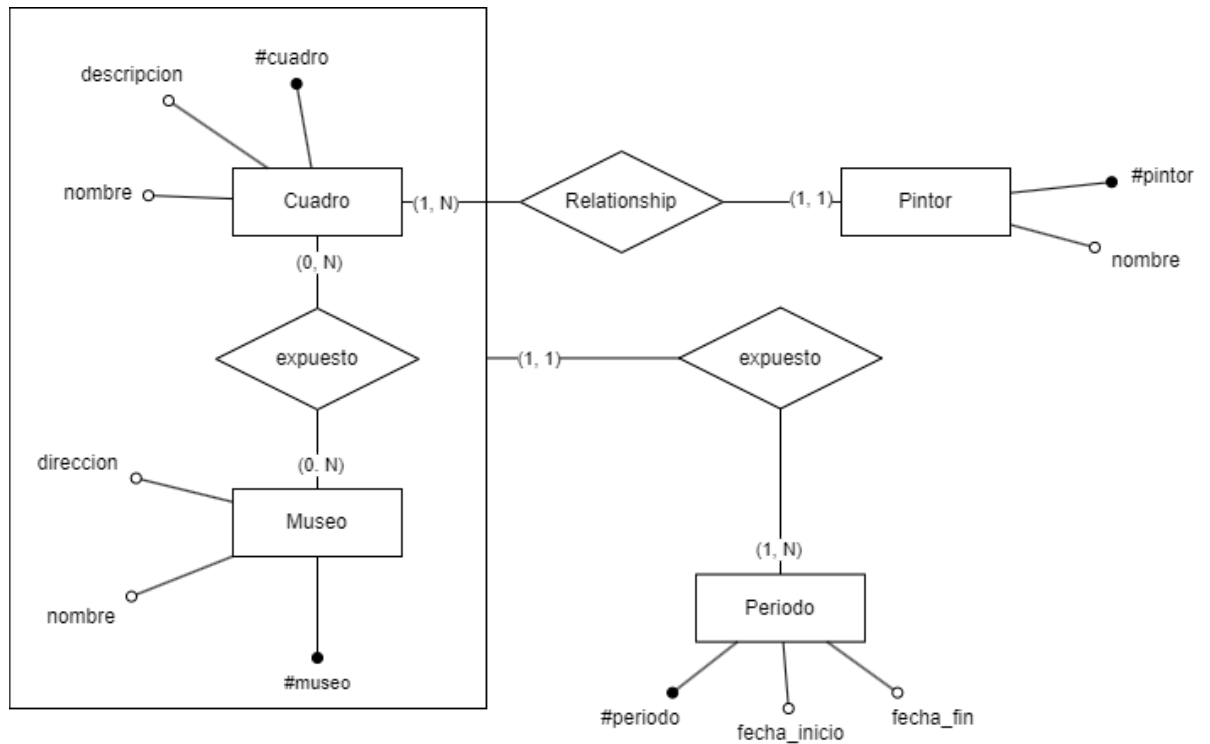 #cuadro
descripcion
nombre
Cuadro
(1, N)
Relationship
(1, 1)
Pintor
#pintor
nombre
(0, N)
expuesto
(1, 1)
expuesto
direccion
(0. N)
Museo
nombre
#museo
(1, N)
Periodo
#periodo
fecha_inicio
fecha_fin